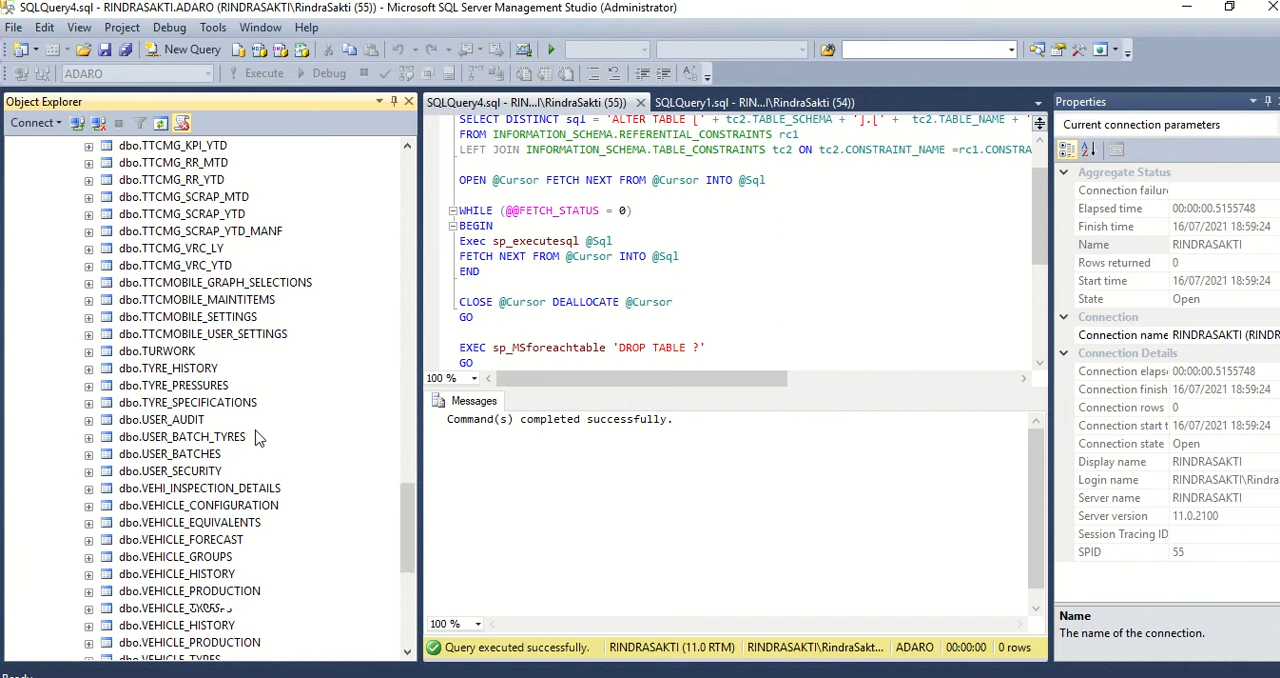 SQLQuery4.sql - RINDRASAKTI.ADARO (RINDRASAKTI\RindraSakti (55)) - Microsoft SQL Server Management Studio (Administrator)
File Edit View Project Debug Tools Window Help
New Query
ADARO Execute Debug
Object Explorer
Connect
dbo.TTCMG_KPI_YTD
dbo.TTCMG_RR_MTD
dbo.TTCMG_RR_YTD
dbo.TTCMG_SCRAP_MTD
dbo.TTCMG_SCRAP_YTD
dbo.TTCMG_SCRAP_YTD_MANF
dbo.TTCMG_VRC_LY
dbo.TTCMG_VRC_YTD
dbo.TTCMOBILE_GRAPH_SELECTIONS
dbo.TTCMOBILE_MAINTITEMS
dbo.TTCMOBILE_SETTINGS
dbo.TTCMOBILE_USER_SETTINGS
dbo.TURWORK
dbo.TYRE_HISTORY
dbo.TYRE_PRESSURES
dbo.TYRE_SPECIFICATIONS
dbo.USER_AUDIT
dbo.USER_BATCH_TYRES
dbo.USER_BATCHES
dbo.USER_SECURITY
dbo.VEHI_INSPECTION_DETAILS
dbo.VEHICLE_CONFIGURATION
dbo.VEHICLE_EQUIVALENTS
dbo.VEHICLE_FORECAST
dbo.VEHICLE_GROUPS
dbo.VEHICLE_HISTORY
dbo.VEHICLE_PRODUCTION
dbo.VEHICLE_HISTORY
dbo.VEHICLE_PRODUCTION
dbo.VEHICLE_TYPES
SQLQuery4.sql - RIN...I\RindraSakti (55)) SQLQuery1.sql - RIN...I\RindraSakti (54))
SELECT DISTINCT sql = 'ALTER TABLE [' + tc2.TABLE_SCHEMA + '].[' + tc2.TABLE_NAME + '
FROM INFORMATION_SCHEMA.REFERENTIAL_CONSTRAINTS rc1
LEFT JOIN INFORMATION_SCHEMA.TABLE_CONSTRAINTS tc2 ON tc2.CONSTRAINT_NAME =rc1.CONSTRA
OPEN @Cursor FETCH NEXT FROM @Cursor INTO @Sql
WHILE (@@FETCH_STATUS = 0)
BEGIN
Exec sp_executesql @Sql
FETCH NEXT FROM @Cursor INTO @Sql
END
CLOSE @Cursor DEALLOCATE @Cursor
GO
EXEC sp_MSforeachtable 'DROP TABLE ?'
GO
100 %
Messages
Command(s) completed successfully.
100 %
Query executed successfully. RINDRASAKTI (11.0 RTM) RINDRASAKTI\RindraSakt... ADARO 00:00:00 0 rows
Properties
Current connection parameters
Aggregate Status
Connection failure
Elapsed time 00:00:00.5155748
Finish time 16/07/2021 18:59:24
Name RINDRASAKTI
Rows returned 0
Start time 16/07/2021 18:59:24
State Open
Connection
Connection name RINDRASAKTI (RINDR
Connection Details
Connection elaps 00:00:00.5155748
Connection finish 16/07/2021 18:59:24
Connection rows 0
Connection start t 16/07/2021 18:59:24
Connection state Open
Display name RINDRASAKTI
Login name RINDRASAKTI\Rindra
Server name RINDRASAKTI
Server version 11.0.2100
Session Tracing ID
SPID 55
Name
The name of the connection.